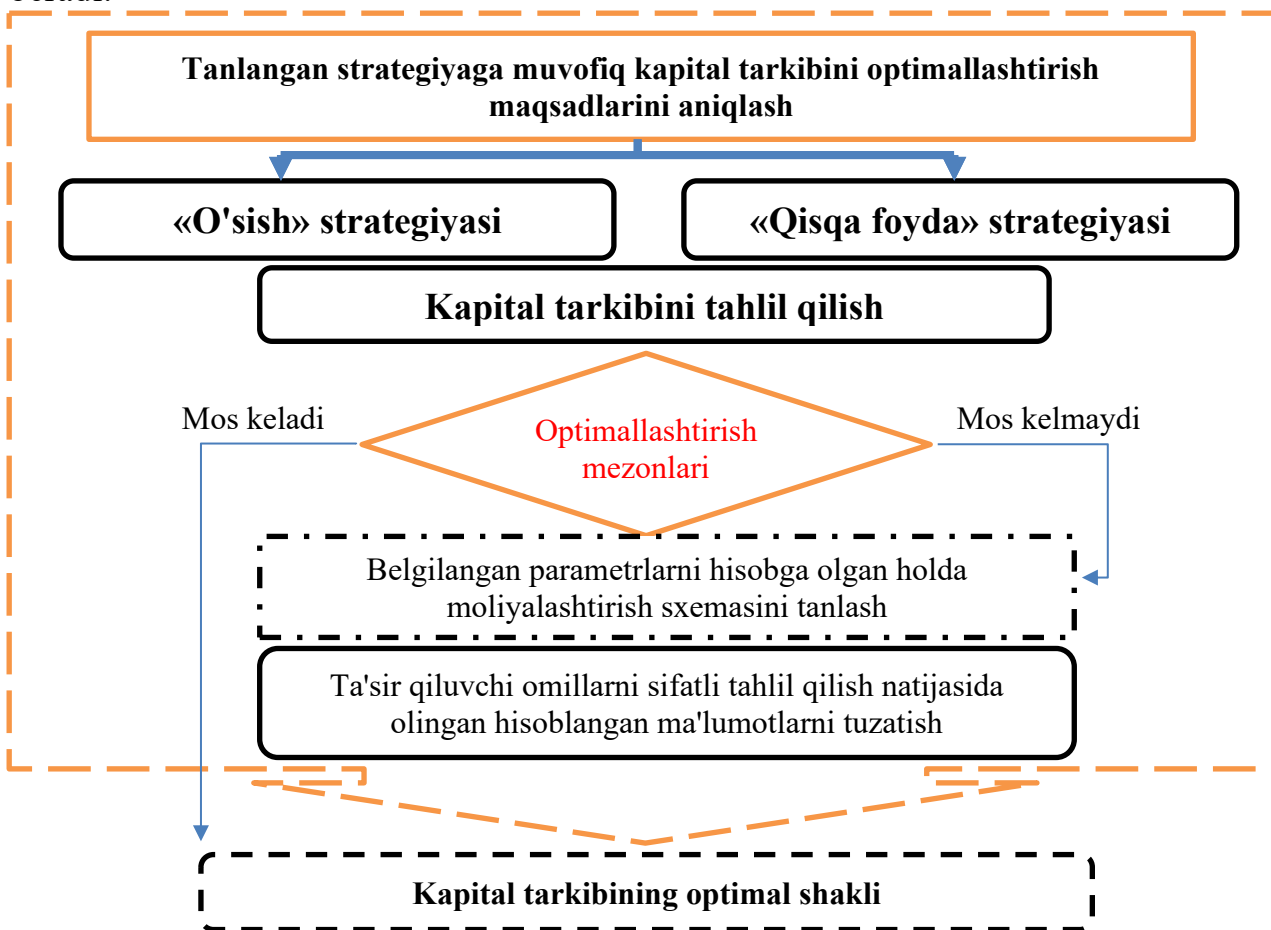 Tanlangan strategiyaga muvofiq kapital tarkibini optimallashtirish
maqsadlarini aniqlash
«O'sish» strategiyasi
«Qisqa foyda» strategiyasi
Kapital tarkibini tahlil qilish
Mos keladi
Optimallashtirish
mezonlari
Mos kelmaydi
Belgilangan parametrlarni hisobga olgan holda
moliyalashtirish sxemasini tanlash
Ta'sir qiluvchi omillarni sifatli tahlil qilish natijasida
olingan hisoblangan ma'lumotlarni tuzatish
Kapital tarkibining optimal shakli